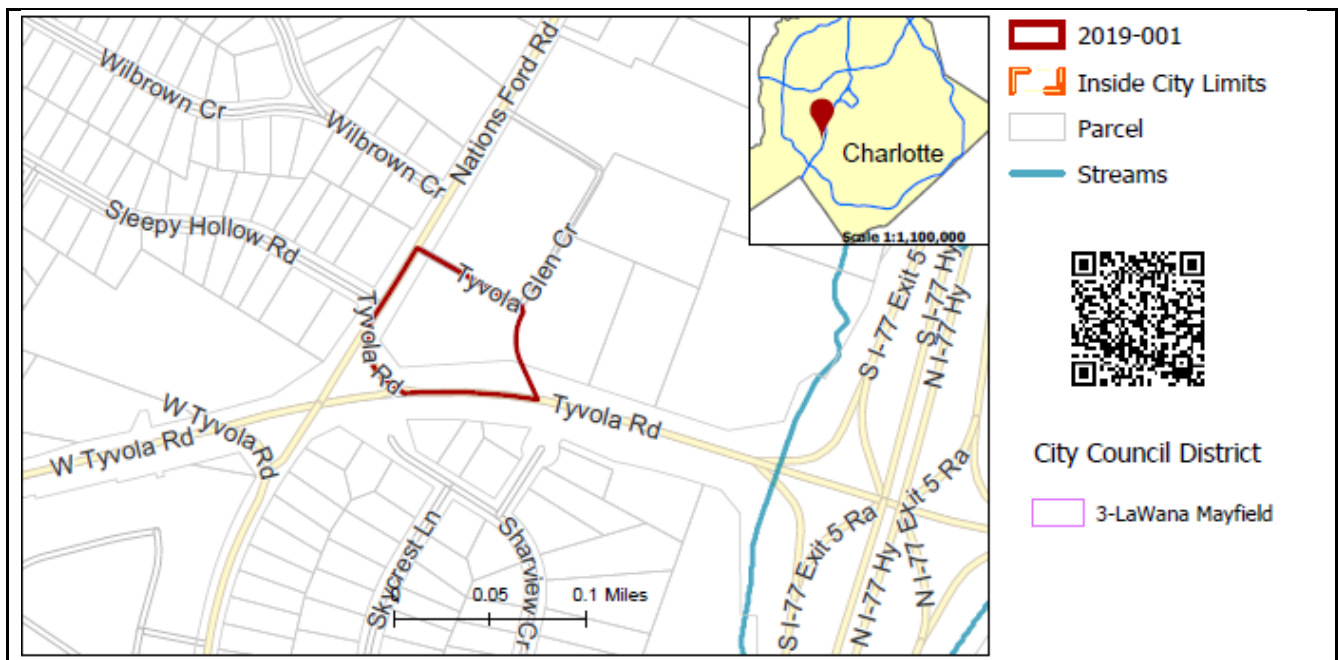 Wilbrown Cr
Wilbrown Cr
Nations Ford Rd
Sleepy Hollow Rd
Tyvola Glen Cr
Tyvola Rd
W Tyvola Rd
W Tyvola Rd
Tyvola Rd
Skycrest Ln
Sharview Cr
0 0.05 0.1 Miles
S I-77 Exit 5
S I-77 Hy
N I-77 Hy
S I-77 Exit 5 Ra
N I-77 Hy
N I-77 Exit 5 Ra
Charlotte
Scale 1:1,100,000
2019-001
Inside City Limits
Parcel
Streams
City Council District
3-LaWana Mayfield